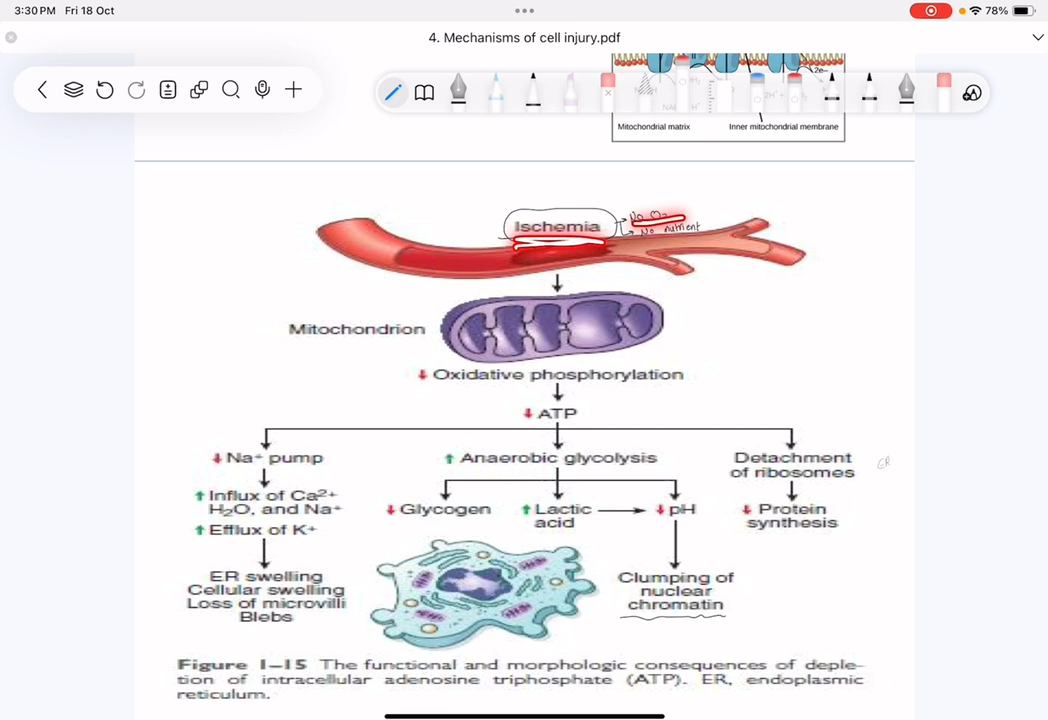 3:30 PM Fri 18 Oct
78%
4. Mechanisms of cell injury.pdf
2e-
2H+
NAD
H+
Mitochondrial matrix
Inner mitochondrial membrane
Ischemia
No O2
No nutrient
Mitochondrion
Oxidative phosphorylation
ATP
Na+ pump
Influx of Ca2+
H2O, and Na+
Efflux of K+
ER swelling
Cellular swelling
Loss of microvilli
Blebs
Anaerobic glycolysis
Glycogen
Lactic
acid
pH
Clumping of
nuclear
chromatin
Detachment
of ribosomes
ER
Protein
synthesis
Figure 1–15 The functional and morphologic consequences of deple-
tion of intracellular adenosine triphosphate (ATP). ER, endoplasmic
reticulum.